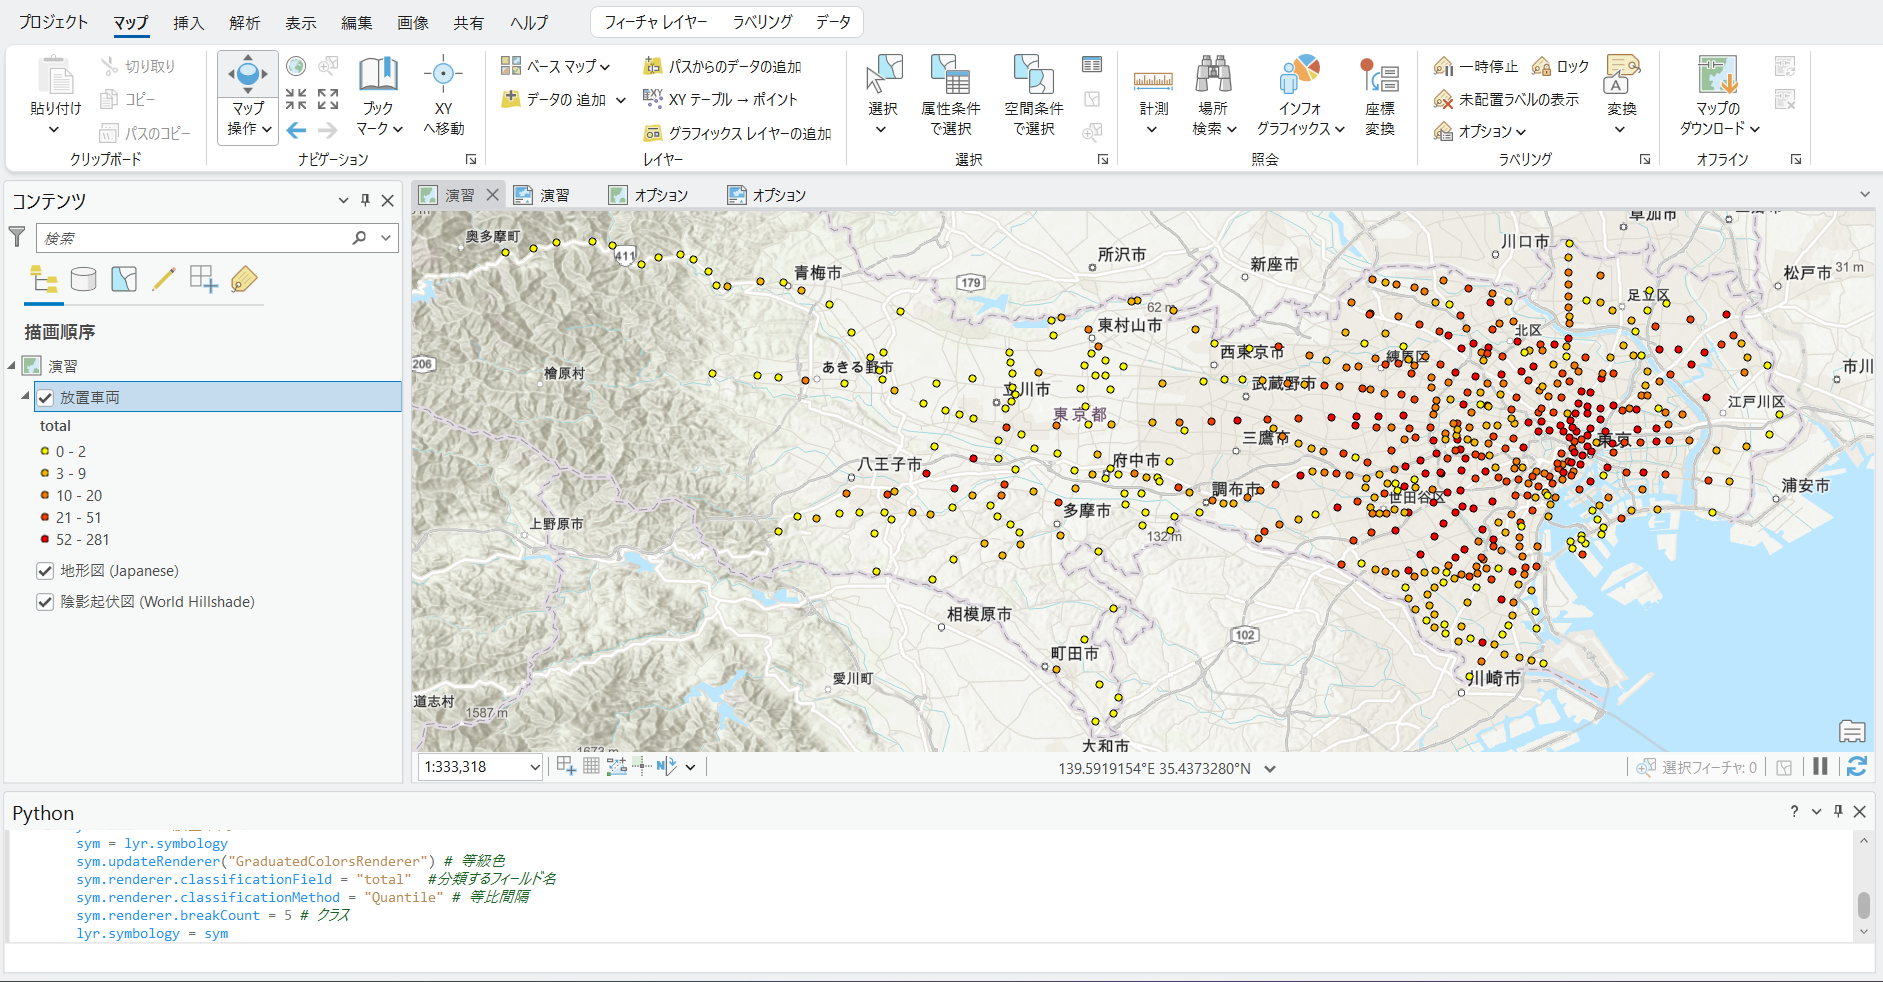 プロジェクト マップ 挿入 解析 表示 編集 画像 共有 ヘルプ フィーチャ レイヤー ラベリング データ
貼り付け
切り取り
コピー
パスのコピー
クリップボード
マップ
操作
ブック
マーク
XY
へ移動
ナビゲーション
ベース マップ
データの 追加
パスからのデータの追加
XY テーブル → ポイント
グラフィックス レイヤーの追加
レイヤー
選択
属性条件
で選択
空間条件
で選択
選択
計測
場所
検索
インフォ
グラフィックス
座標
変換
照会
一時停止 ロック
未配置ラベルの表示
オプション
変換
ラベリング
マップの
ダウンロード
オフライン
コンテンツ
検索
描画順序
演習
放置車両
total
0 - 2
3 - 9
10 - 20
21 - 51
52 - 281
地形図 (Japanese)
陰影起伏図 (World Hillshade)
演習 演習 オプション オプション
奥多摩町
411
青梅市
179
所沢市
新座市
川口市
草加市
松戸市
31 m
足立区
62 m
東村山市
北区
西東京市
練馬区
206
檜原村
あきる野市
立川市
武蔵野市
市川
東京都
江戸川区
三鷹市
東京
八王子市
府中市
調布市
世田谷区
浦安市
多摩市
上野原市
132 m
相模原市
102
町田市
愛川町
川崎市
道志村
1587 m
1673 m
大和市
1:333,318
139.5919154°E 35.4373280°N
選択フィーチャ: 0
Python
sym = lyr.symbology
sym.updateRenderer("GraduatedColorsRenderer") # 等級色
sym.renderer.classificationField = "total" #分類するフィールド名
sym.renderer.classificationMethod = "Quantile" # 等比間隔
sym.renderer.breakCount = 5 # クラス
lyr.symbology = sym